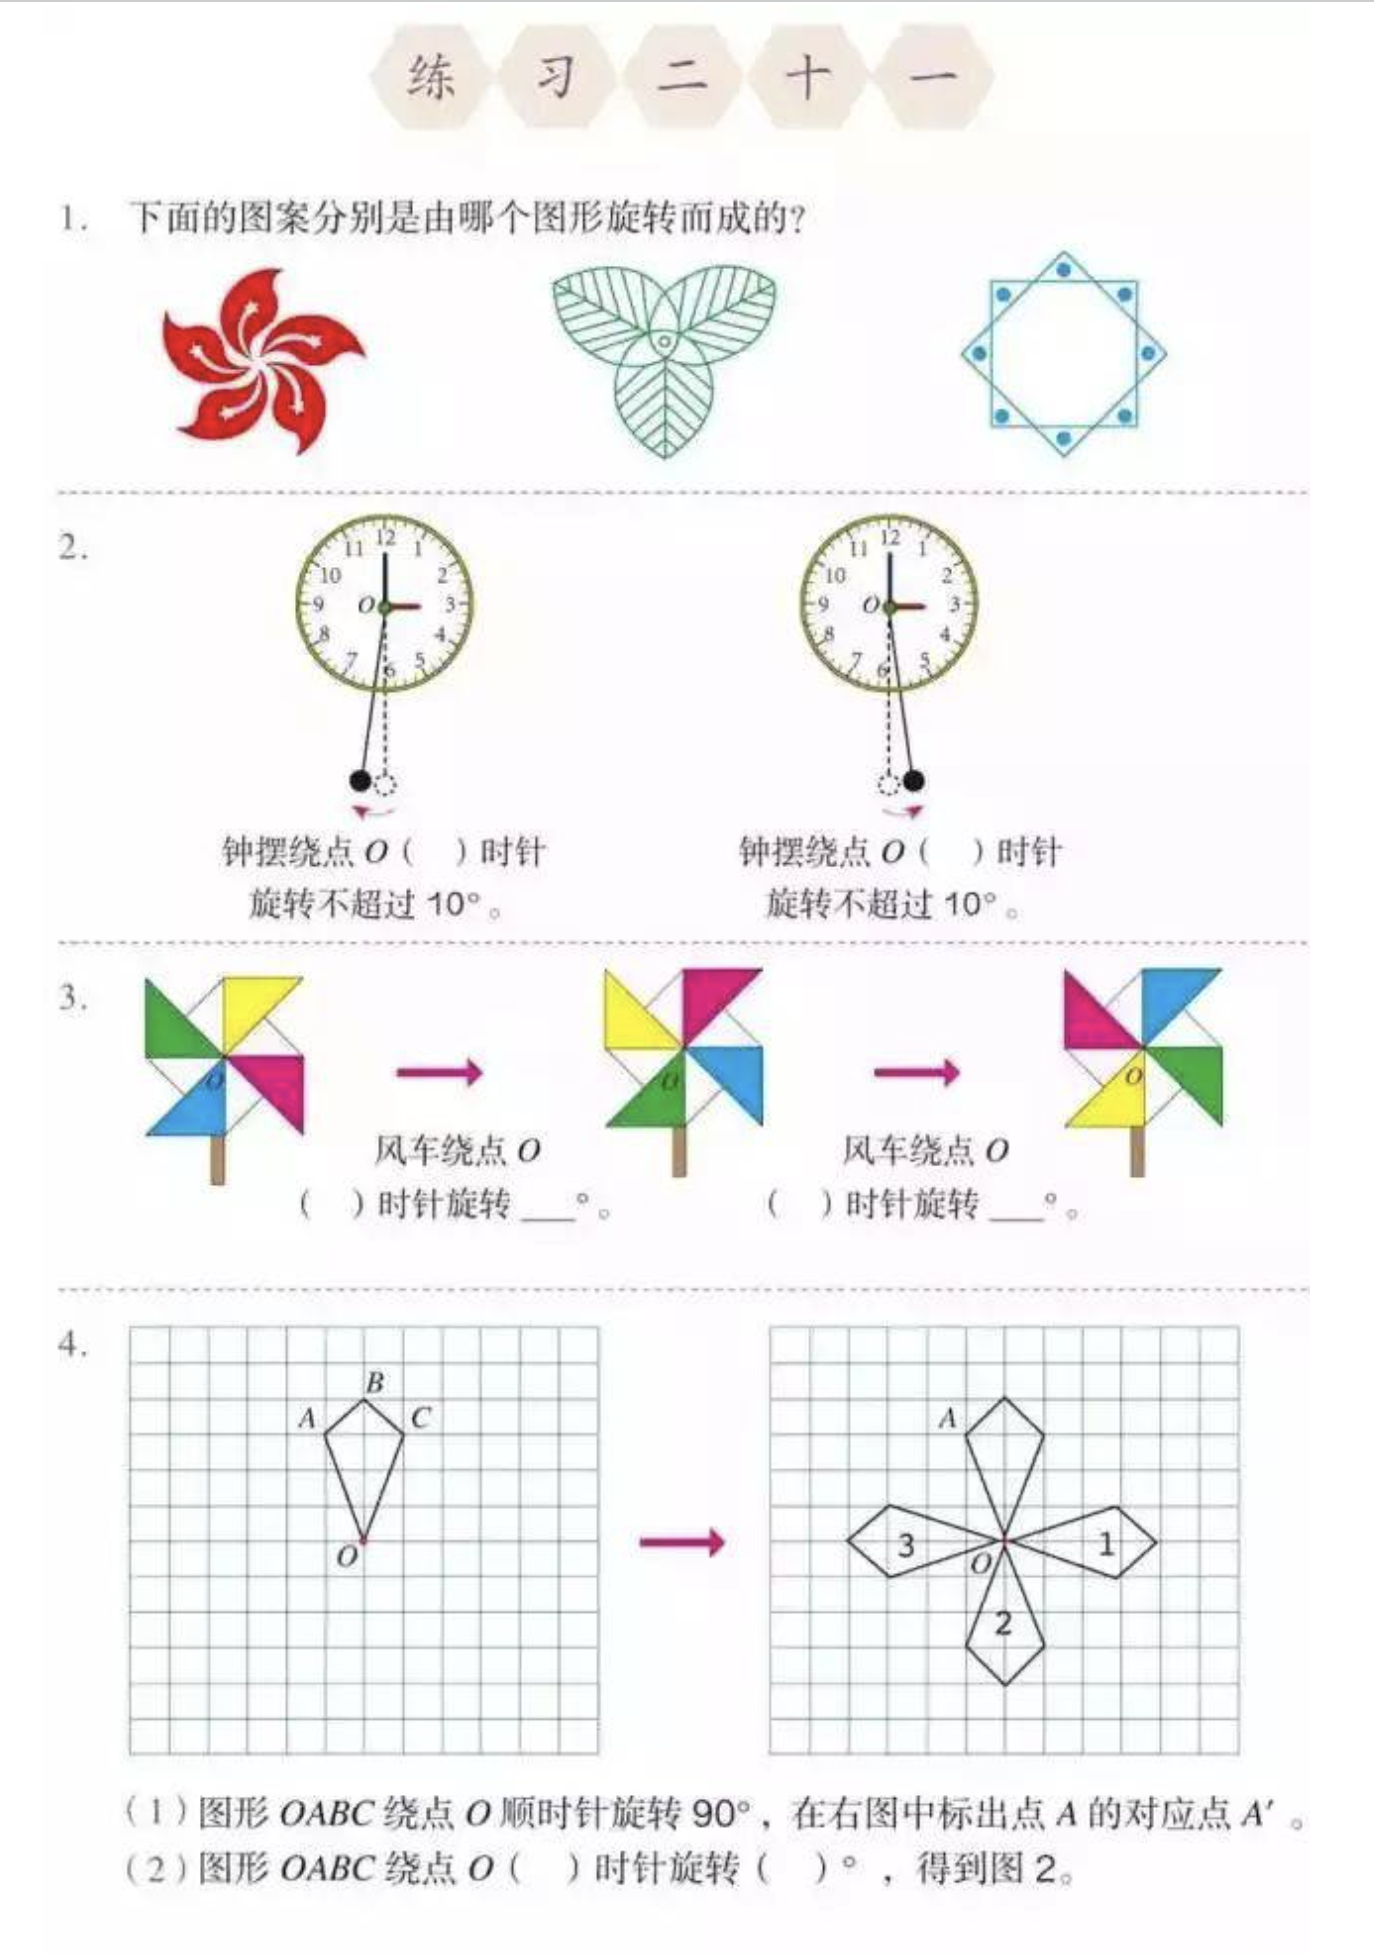 练习二十一
1. 下面的图案分别是由哪个图形旋转而成的?
2.
12
11 1
10 2
O
9 3
8 4
7 6 5
12
11 1
10 2
O
9 3
8 4
7 6 5
钟摆绕点 O ( ) 时针
旋转不超过 10°。
钟摆绕点 O ( ) 时针
旋转不超过 10°。
3.
O
O
O
风车绕点 O
( ) 时针旋转 ___°。
风车绕点 O
( ) 时针旋转 ___°。
4.
B
A C
O
A
3 1
O
2
(1) 图形 OABC 绕点 O 顺时针旋转 90°，在右图中标出点 A 的对应点 A′。
(2) 图形 OABC 绕点 O ( ) 时针旋转 ( )°，得到图 2。